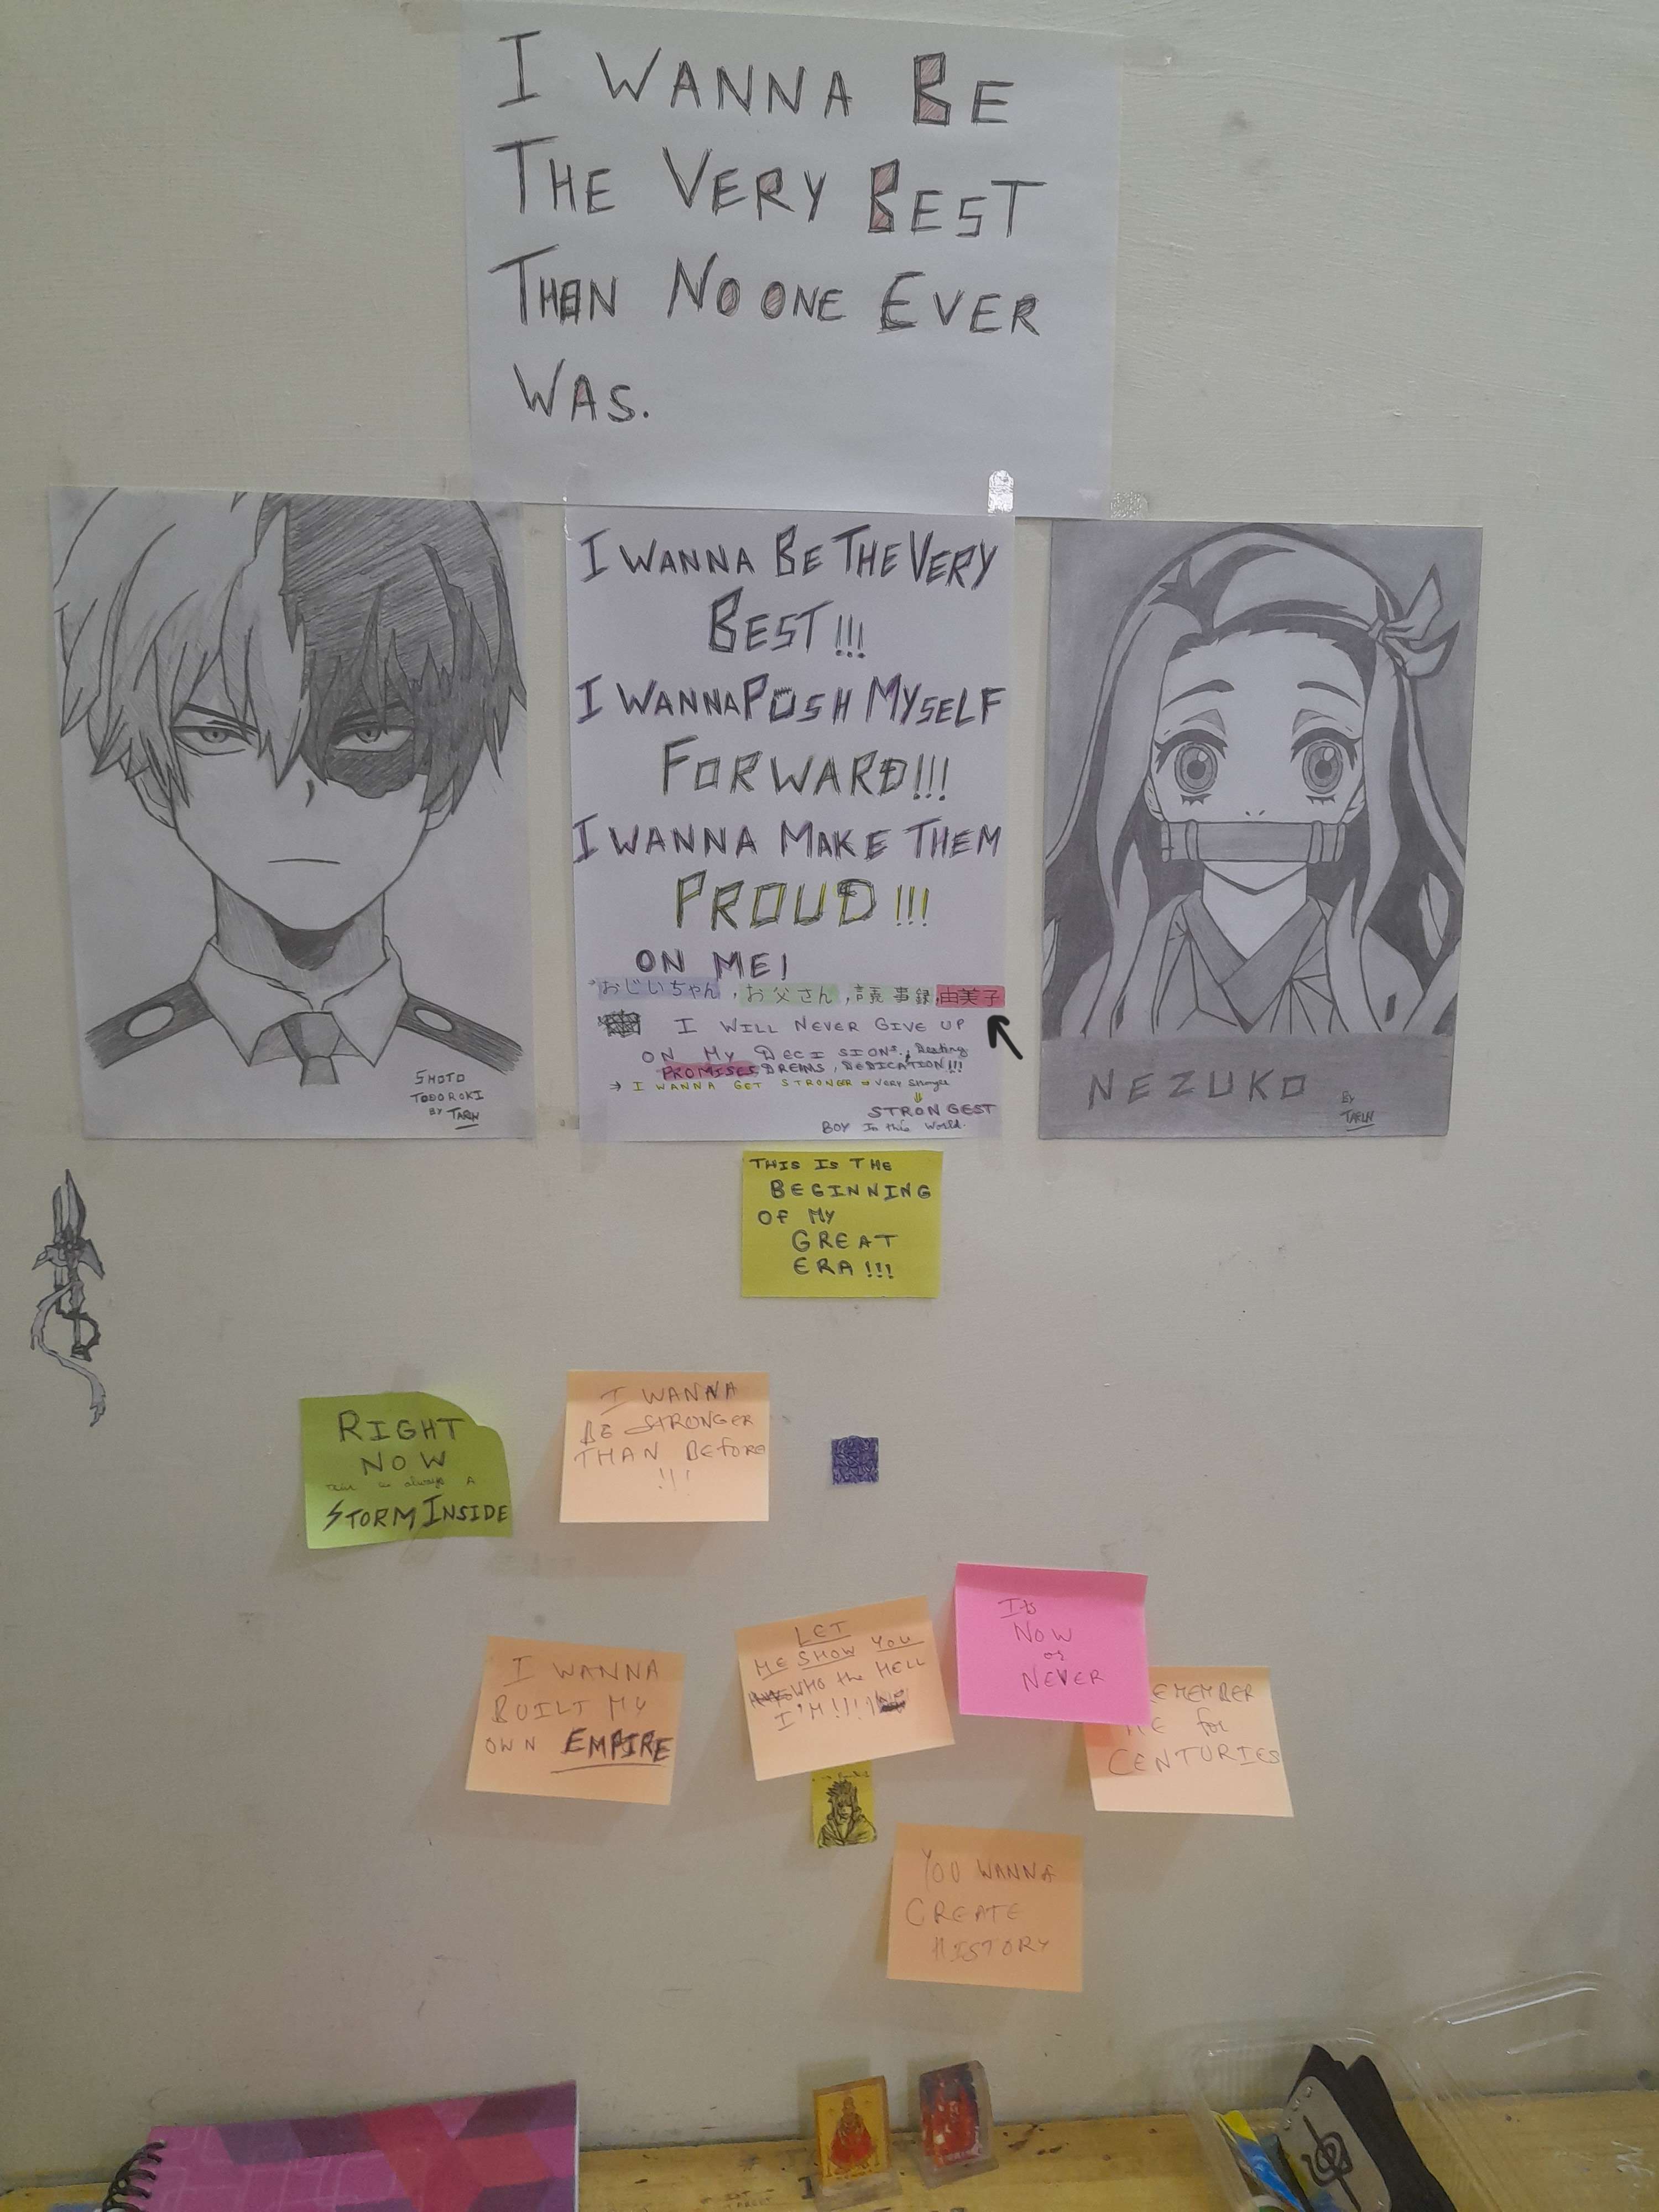 I WANNA BE
THE VERY BEST
THEN NO ONE EVER
WAS.
I WANNA BE THE VERY
BEST!!!
I WANNA PUSH MYSELF
FORWARD!!!
I WANNA MAKE THEM
PROUD!!!
ON ME!
おじいちゃん, お父さん, 読事録, 由美子
I WILL NEVER GIVE UP
ON MY DECISIONS, Destiny
PROMISES DREAMS, DEDICATION!!!
→ I WANNA GET STRONGER → Very Stronger
⇓
STRONGEST
BOY In this World.
SHOTO
TODOROKI
BY TARUN
NEZUKO
BY
TARUN
THIS IS THE
BEGINNING
OF MY
GREAT
ERA!!!
RIGHT
NOW
is always A
STORM INSIDE
I WANNA
BE STRONGER
THAN BEFORE
!!!
I WANNA
BUILT MY
OWN EMPIRE
LET
ME SHOW YOU
WHO the HELL
I'M!!!!
Its
NOW
or
NEVER
EMEMBER
ME for
CENTURIES
YOU WANNA
CREATE
HISTORY